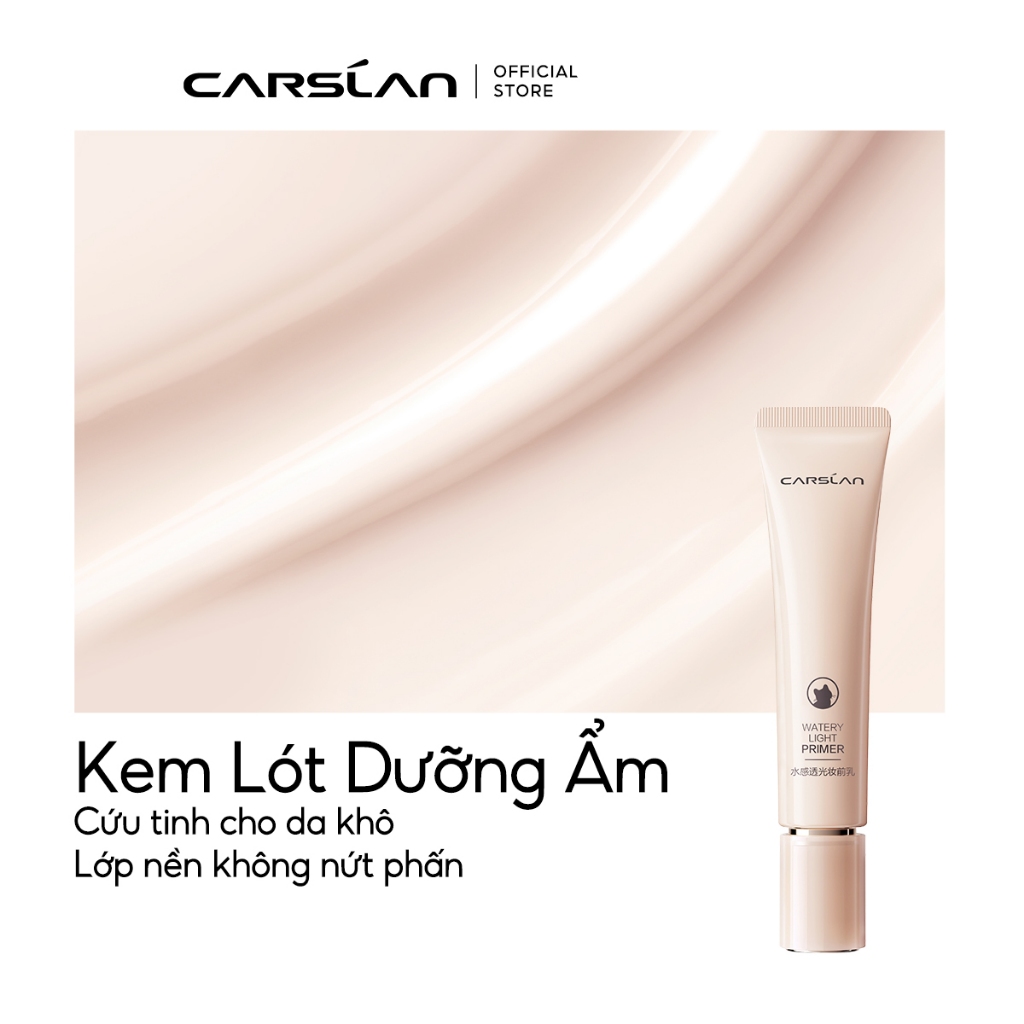 CARSLAN
OFFICIAL
STORE
CARSLAN
WATERY
LIGHT
PRIMER
水感透光妆前乳
Kem Lót Dưỡng Ẩm
Cứu tinh cho da khô
Lớp nền không nứt phấn